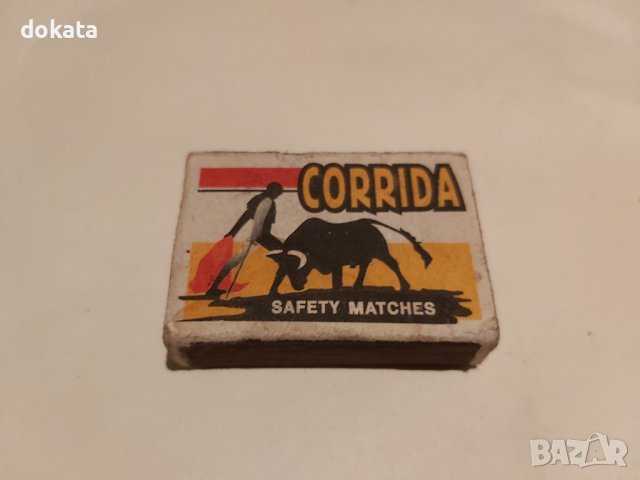 dokata
CORRIDA
SAFETY MATCHES
BAZAR